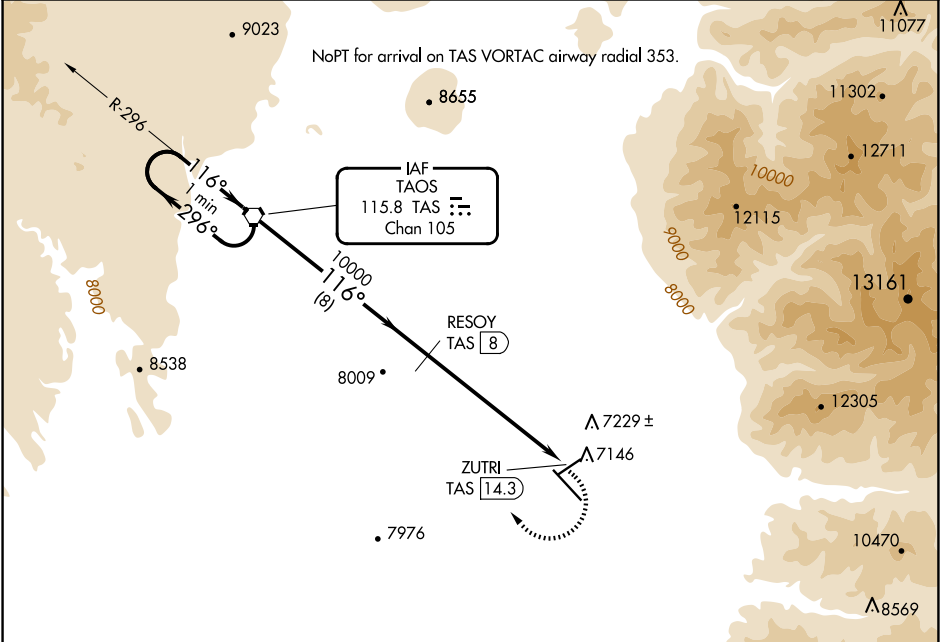 11077
9023
NoPT for arrival on TAS VORTAC airway radial 353.
8655
11302
R-296
12711
116°
1 min
296°
IAF
TAOS
115.8 TAS
Chan 105
10000
12115
9000
8000
10000
116°
(8)
13161
8000
RESOY
TAS 8
8538
8009
12305
7229 ±
7146
ZUTRI
TAS 14.3
7976
10470
8569